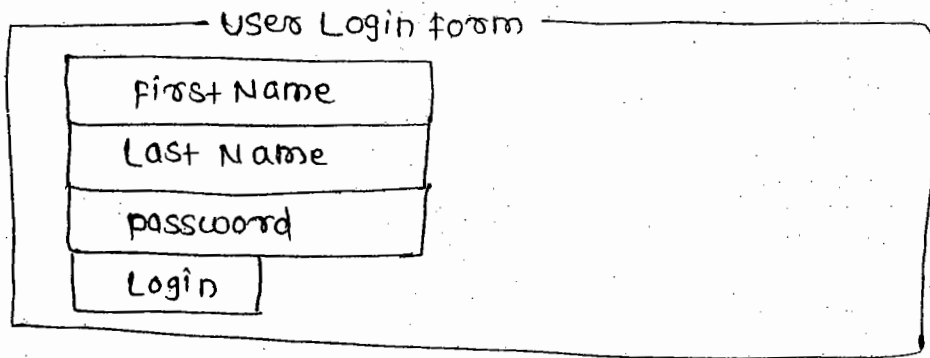 User Login form
First Name
Last Name
password
Login